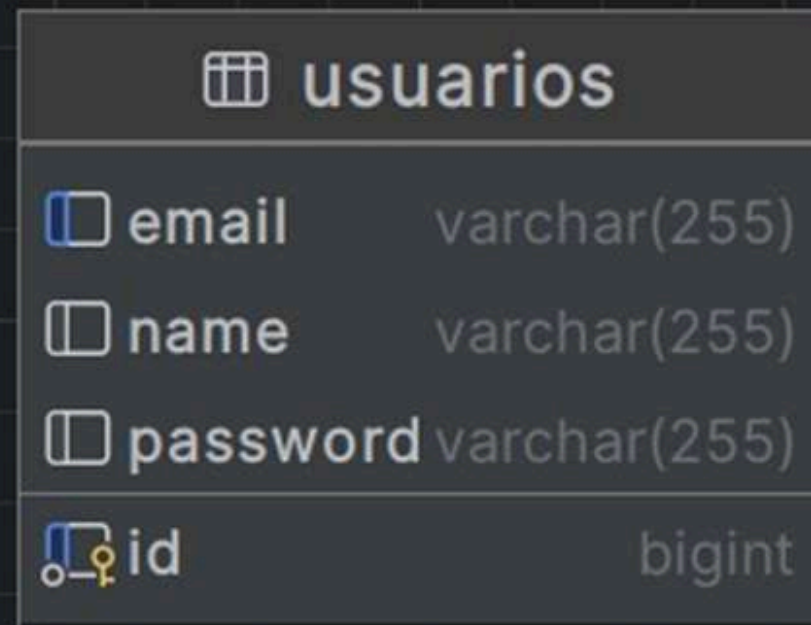 usuarios
email varchar(255)
name varchar(255)
password varchar(255)
id bigint